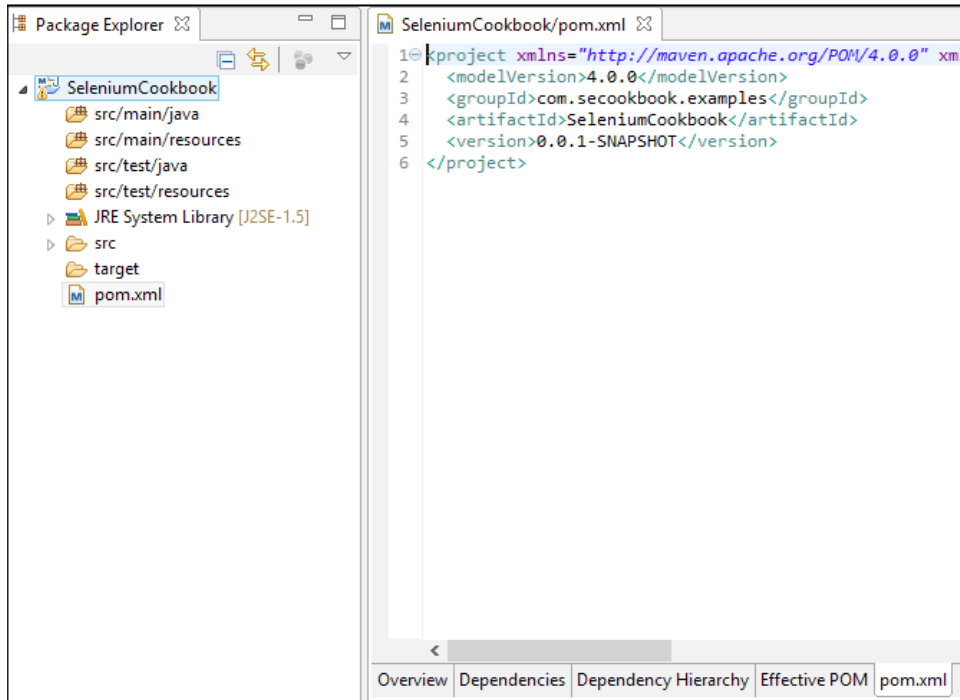 Package Explorer
SeleniumCookbook
src/main/java
src/main/resources
src/test/java
src/test/resources
JRE System Library [J2SE-1.5]
src
target
pom.xml
SeleniumCookbook/pom.xml
1 <project xmlns="http://maven.apache.org/POM/4.0.0" xm
2 <modelVersion>4.0.0</modelVersion>
3 <groupId>com.secookbook.examples</groupId>
4 <artifactId>SeleniumCookbook</artifactId>
5 <version>0.0.1-SNAPSHOT</version>
6 </project>
Overview Dependencies Dependency Hierarchy Effective POM pom.xml